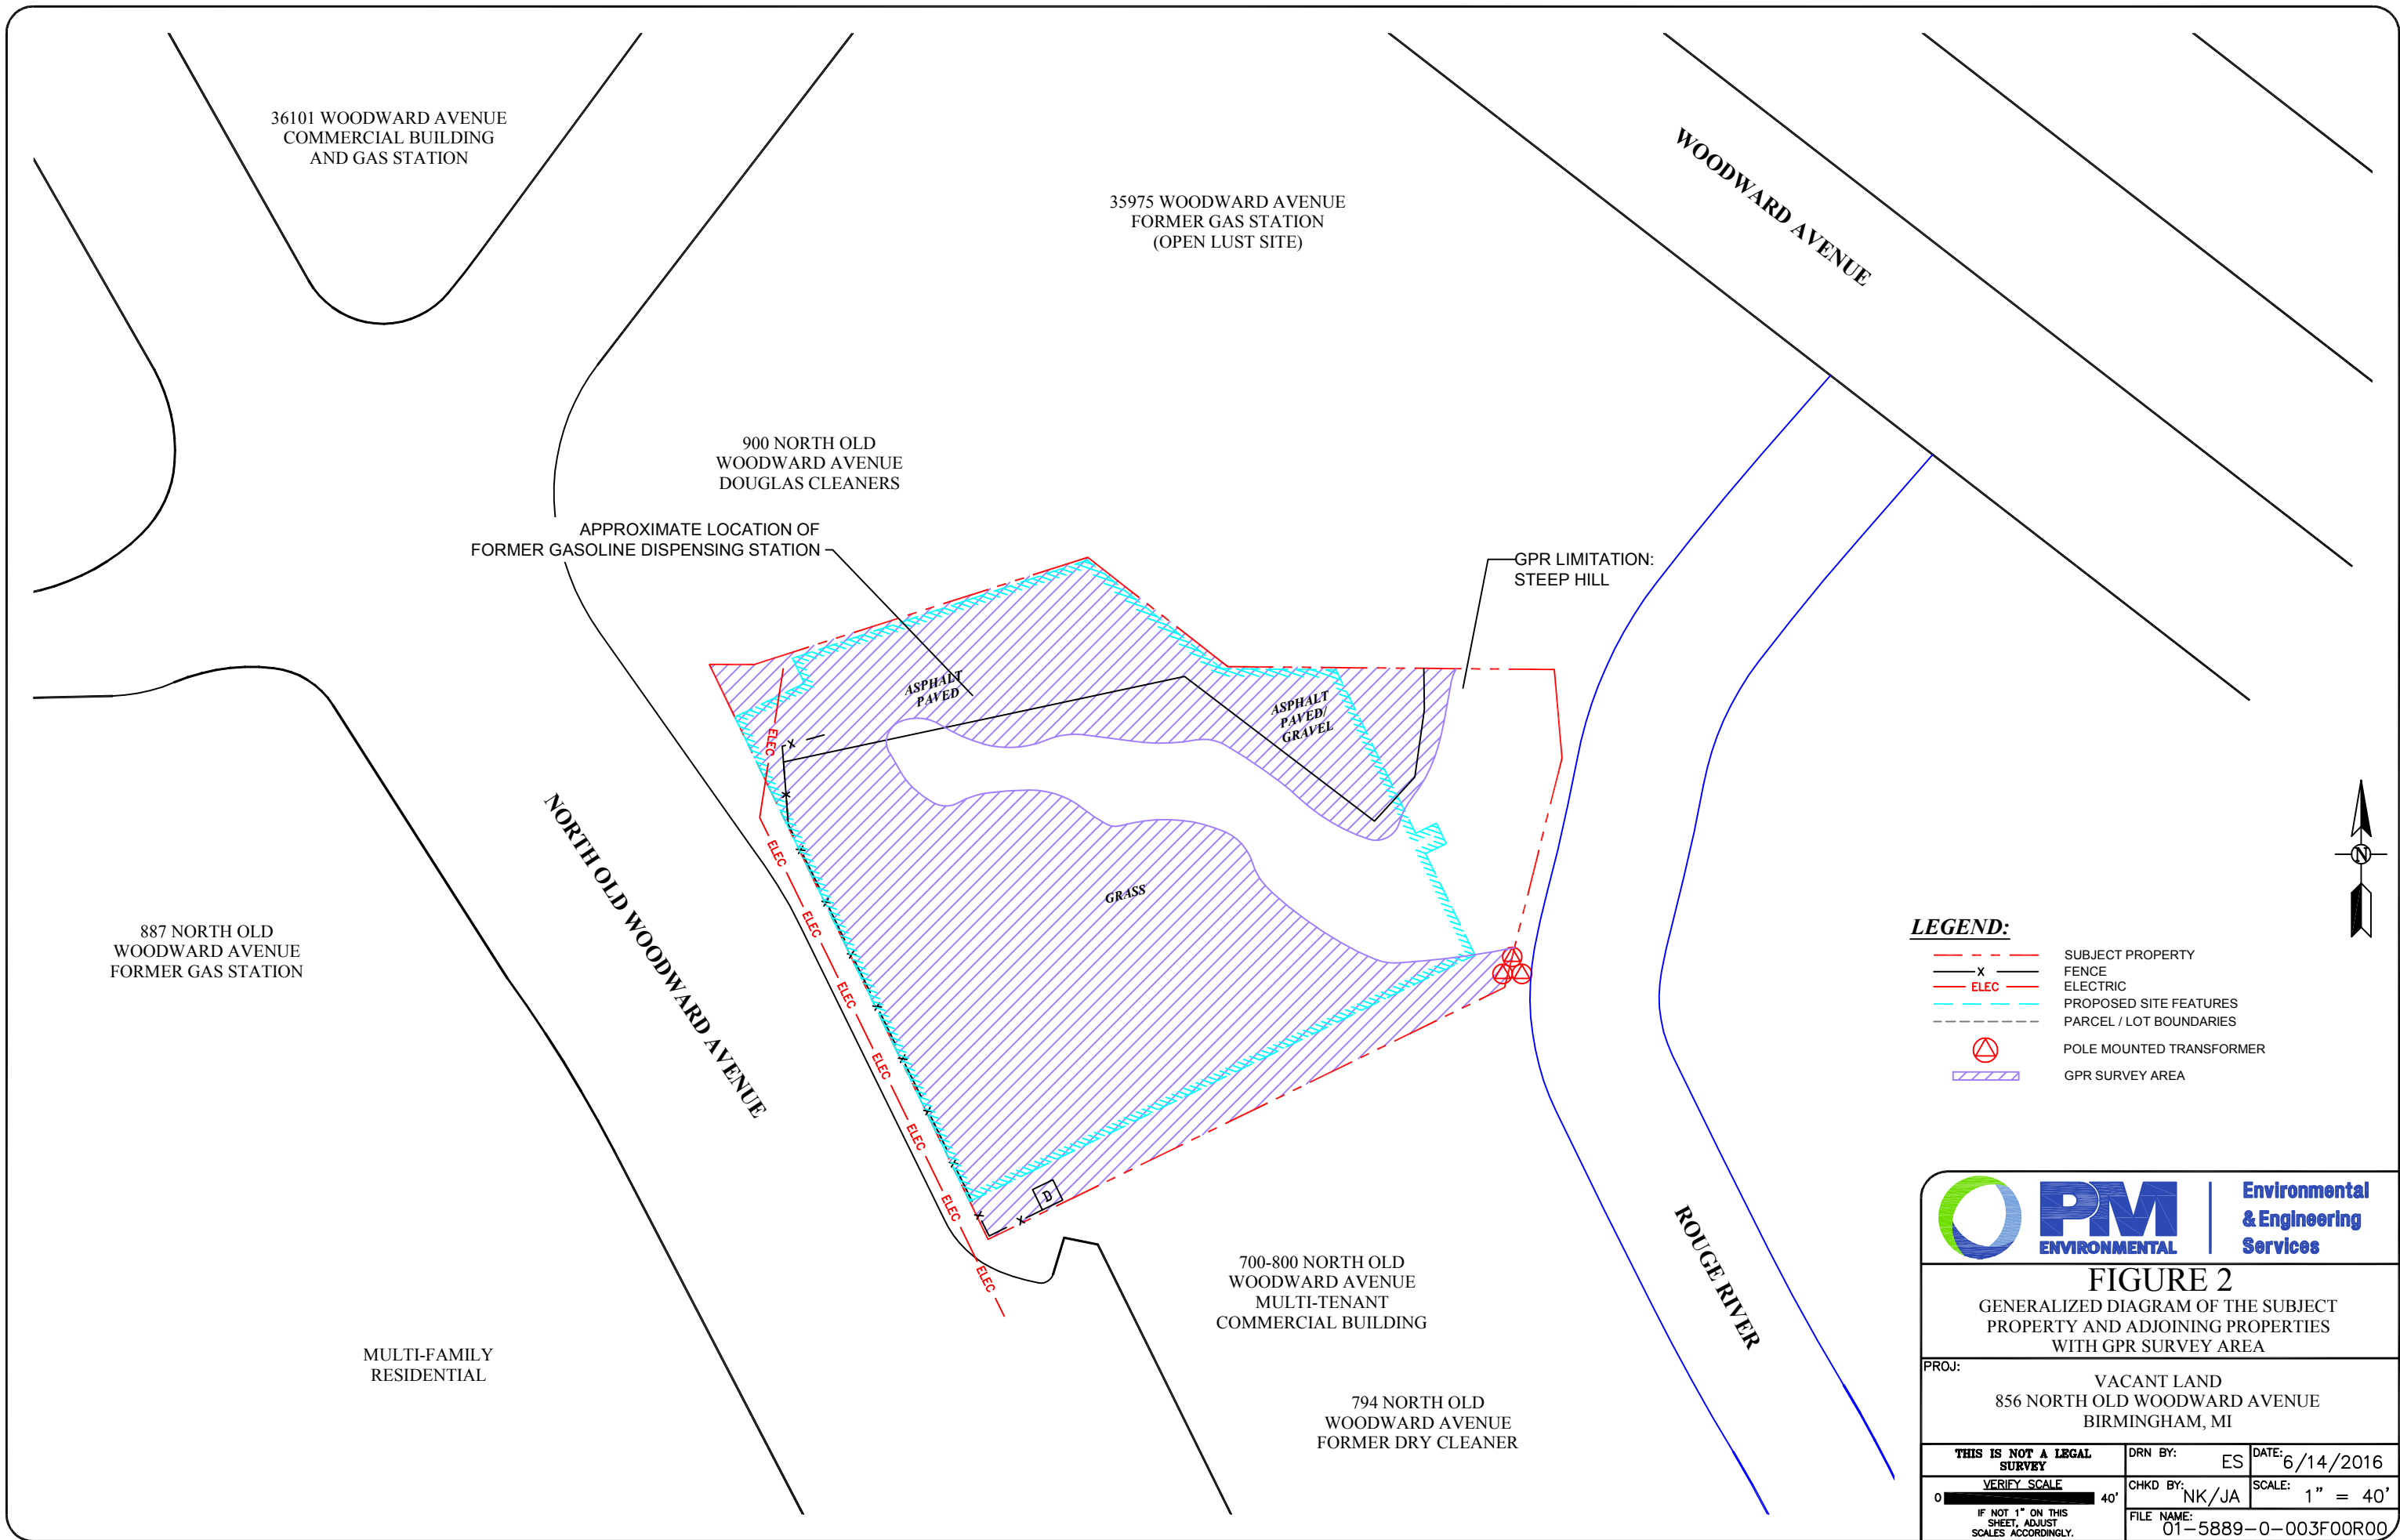 36101 WOODWARD AVENUE
COMMERCIAL BUILDING
AND GAS STATION
35975 WOODWARD AVENUE
FORMER GAS STATION
(OPEN LUST SITE)
WOODWARD AVENUE
900 NORTH OLD
WOODWARD AVENUE
DOUGLAS CLEANERS
APPROXIMATE LOCATION OF
FORMER GASOLINE DISPENSING STATION
GPR LIMITATION:
STEEP HILL
ASPHALT
PAVED
ASPHALT
PAVED/
GRAVEL
GRASS
X
X
X
X
X
X
X
X
X
X
X
ELEC
ELEC
ELEC
ELEC
ELEC
ELEC
ELEC
ELEC
D
NORTH OLD WOODWARD AVENUE
887 NORTH OLD
WOODWARD AVENUE
FORMER GAS STATION
MULTI-FAMILY
RESIDENTIAL
700-800 NORTH OLD
WOODWARD AVENUE
MULTI-TENANT
COMMERCIAL BUILDING
794 NORTH OLD
WOODWARD AVENUE
FORMER DRY CLEANER
ROUGE RIVER
N
LEGEND:
SUBJECT PROPERTY
X FENCE
ELEC ELECTRIC
PROPOSED SITE FEATURES
PARCEL / LOT BOUNDARIES
POLE MOUNTED TRANSFORMER
GPR SURVEY AREA
PM
ENVIRONMENTAL
Environmental
& Engineering
Services
FIGURE 2
GENERALIZED DIAGRAM OF THE SUBJECT
PROPERTY AND ADJOINING PROPERTIES
WITH GPR SURVEY AREA
PROJ:
VACANT LAND
856 NORTH OLD WOODWARD AVENUE
BIRMINGHAM, MI
THIS IS NOT A LEGAL
SURVEY
DRN BY: ES
DATE: 6/14/2016
VERIFY SCALE
0 40'
IF NOT 1" ON THIS
SHEET, ADJUST
SCALES ACCORDINGLY.
CHKD BY: NK/JA
SCALE: 1" = 40'
FILE NAME:
01-5889-0-003F00R00